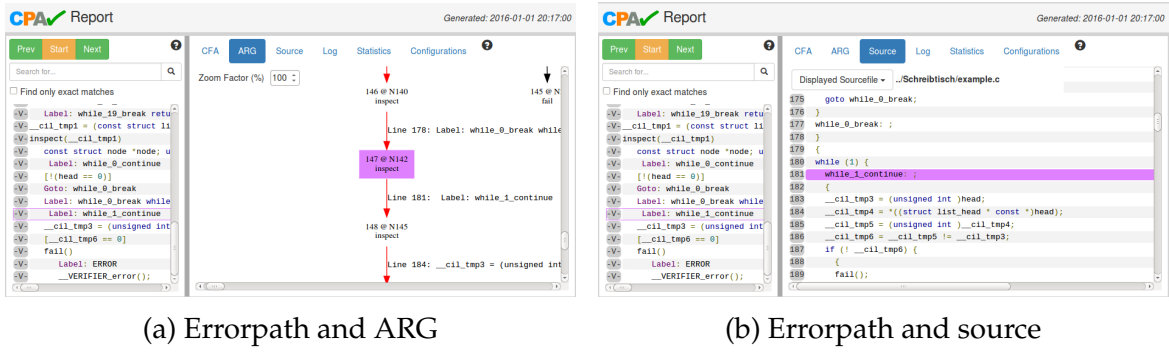 CPA✓ Report
Generated: 2016-01-01 20:17:00
Prev Start Next
Search for...
Find only exact matches
-V- Label: while_19_break retu
-V- __cil_tmp1 = (const struct li
-V- inspect(__cil_tmp1)
-V- const struct node *node; u
-V- Label: while_0_continue
-V- [!(head == 0)]
-V- Goto: while_0_break
-V- Label: while_0_break while
-V- Label: while_1_continue
-V- __cil_tmp3 = (unsigned int
-V- [__cil_tmp6 == 0]
-V- fail()
-V- Label: ERROR
-V- __VERIFIER_error();
CFA ARG Source Log Statistics Configurations
Zoom Factor (%) 100
146 @ N140
inspect
145 @ N
fail
Line 178: Label: while_0_break while
147 @ N142
inspect
Line 181: Label: while_1_continue
148 @ N145
inspect
Line 184: __cil_tmp3 = (unsigned int
(a) Errorpath and ARG
CPA✓ Report
Generated: 2016-01-01 20:17:00
Prev Start Next
Search for...
Find only exact matches
-V- Label: while_19_break retu
-V- __cil_tmp1 = (const struct li
-V- inspect(__cil_tmp1)
-V- const struct node *node; u
-V- Label: while_0_continue
-V- [!(head == 0)]
-V- Goto: while_0_break
-V- Label: while_0_break while
-V- Label: while_1_continue
-V- __cil_tmp3 = (unsigned int
-V- [__cil_tmp6 == 0]
-V- fail()
-V- Label: ERROR
-V- __VERIFIER_error();
CFA ARG Source Log Statistics Configurations
Displayed Sourcefile ../Schreibtisch/example.c
175 goto while_0_break;
176 }
177 while_0_break: ;
178 }
179 {
180 while (1) {
181 while_1_continue: ;
182 {
183 __cil_tmp3 = (unsigned int )head;
184 __cil_tmp4 = *((struct list_head * const *)head);
185 __cil_tmp5 = (unsigned int )__cil_tmp4;
186 __cil_tmp6 = __cil_tmp5 != __cil_tmp3;
187 if (! __cil_tmp6) {
188 {
189 fail();
(b) Errorpath and source